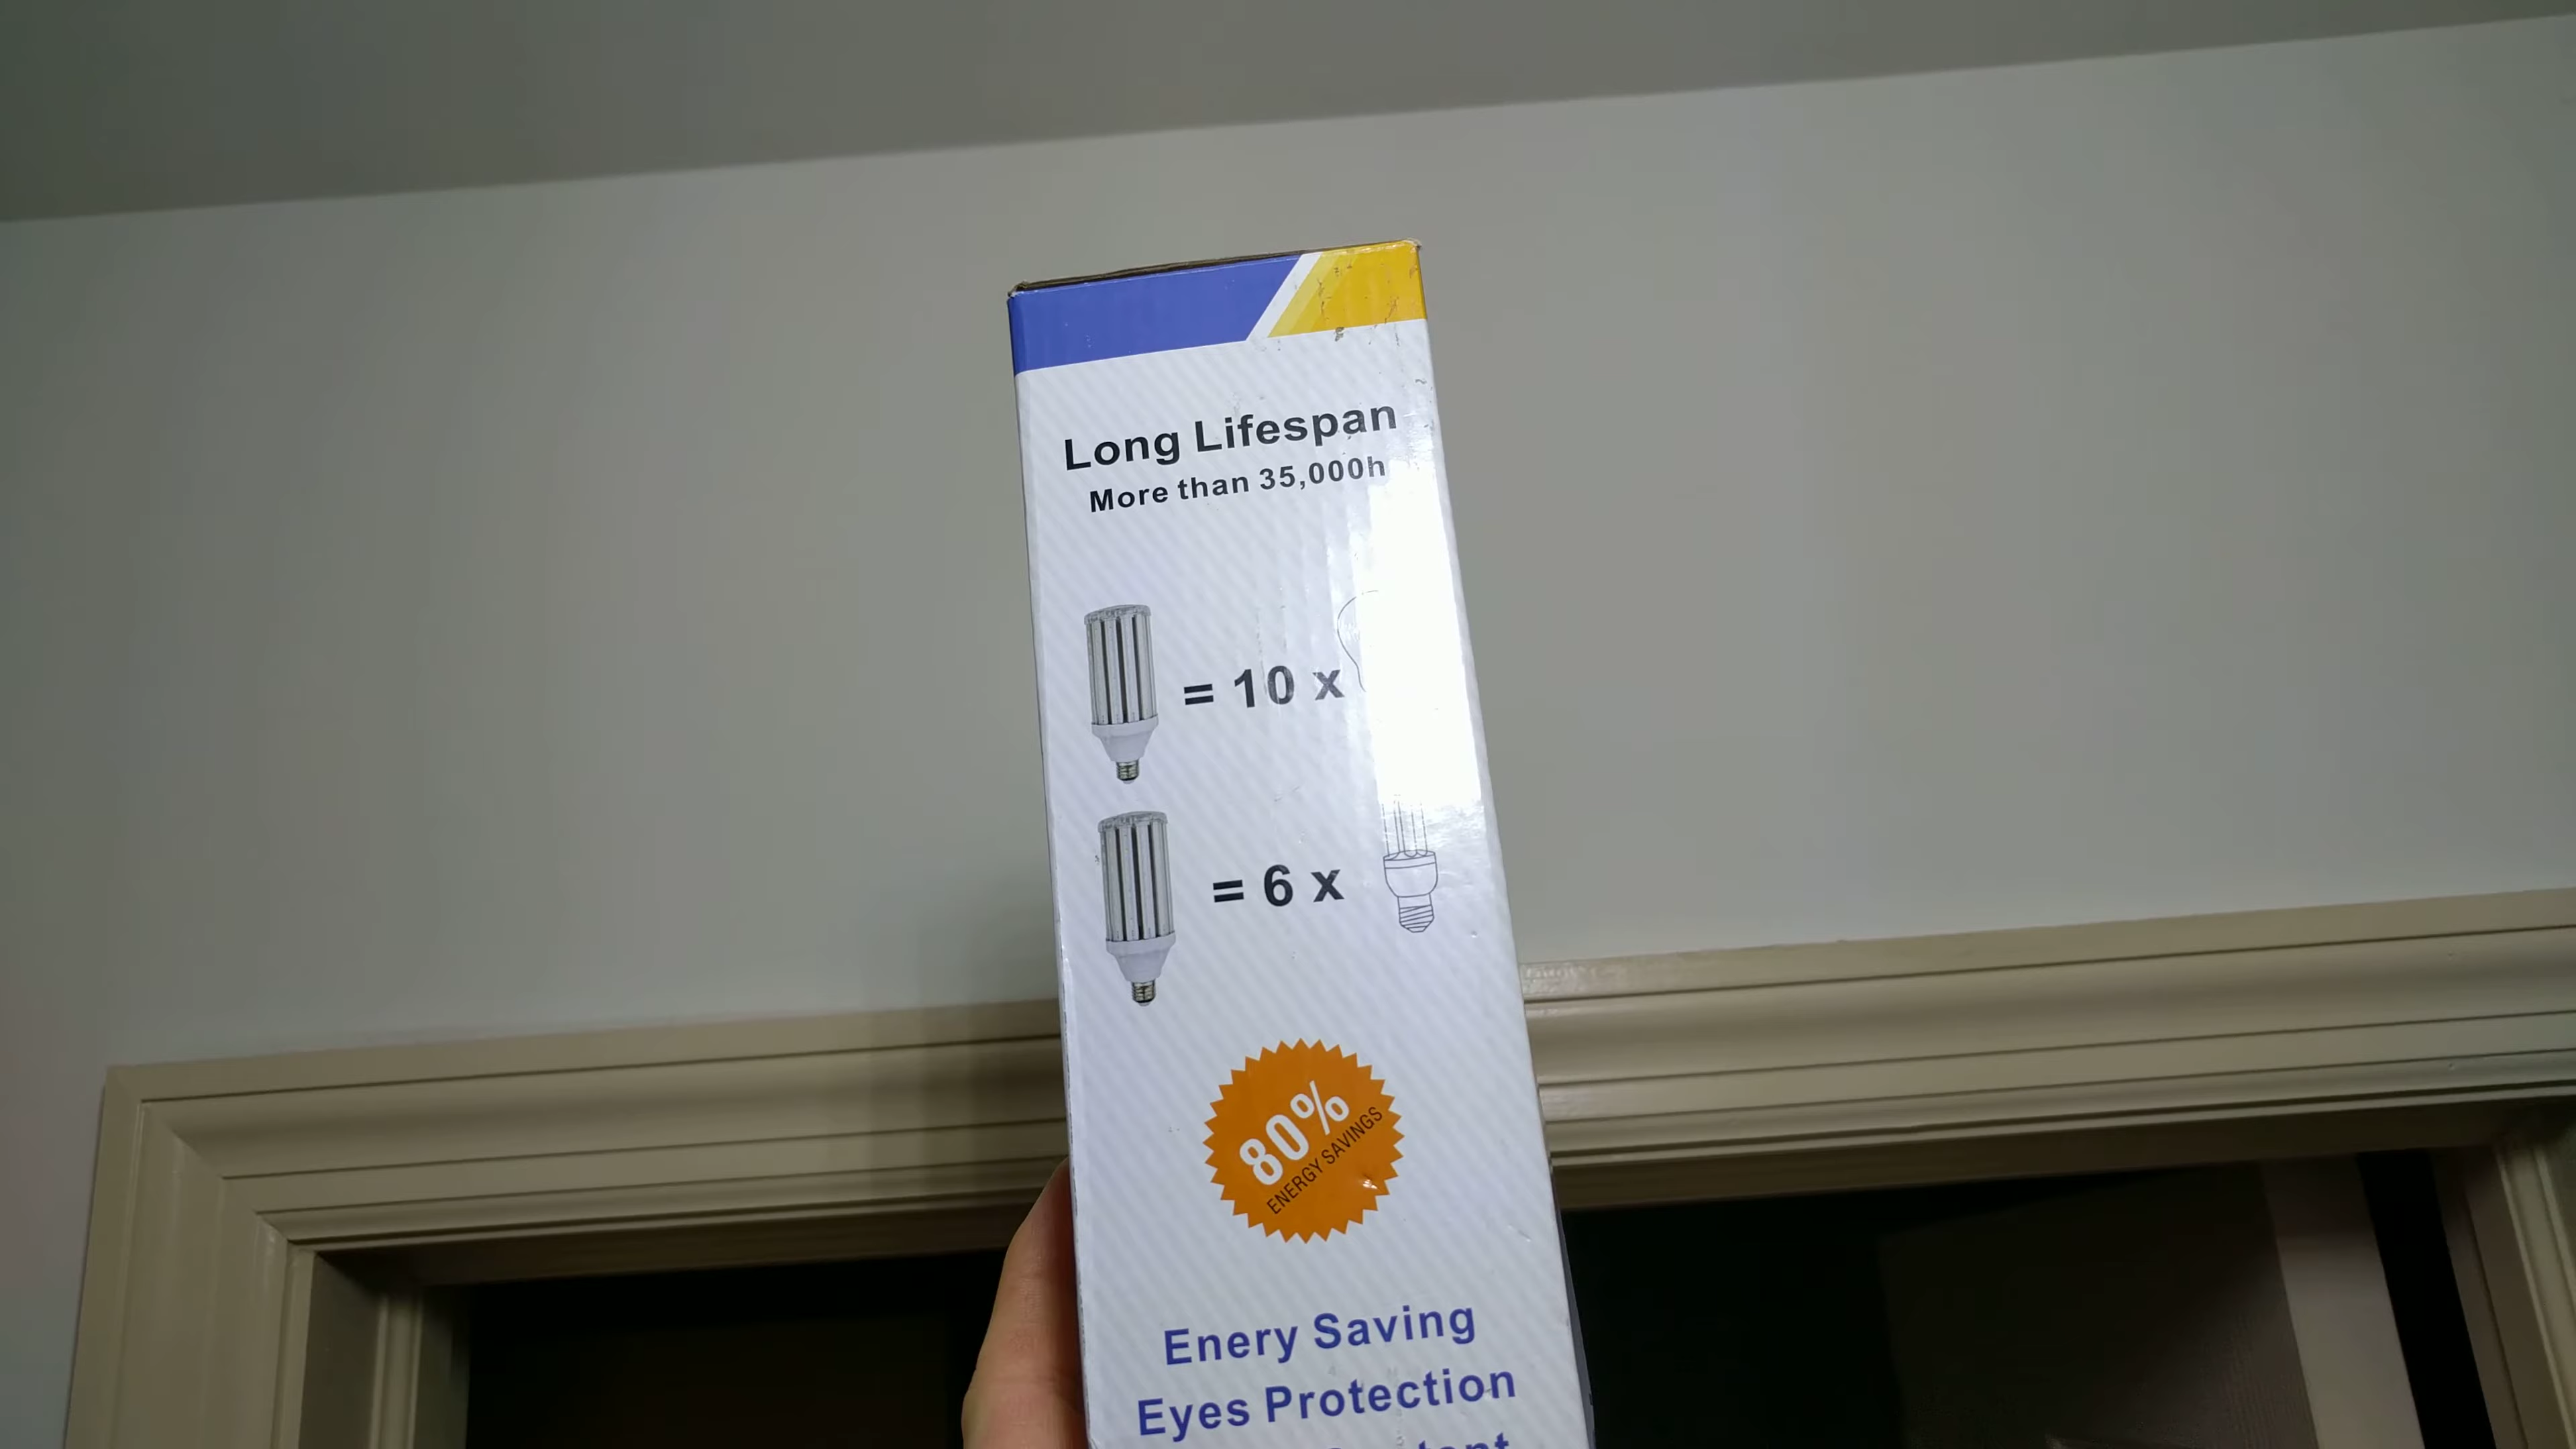 Long Lifespan
More than 35,000h
= 10 x
= 6 x
80%
ENERGY SAVINGS
Enery Saving
Eyes Protection